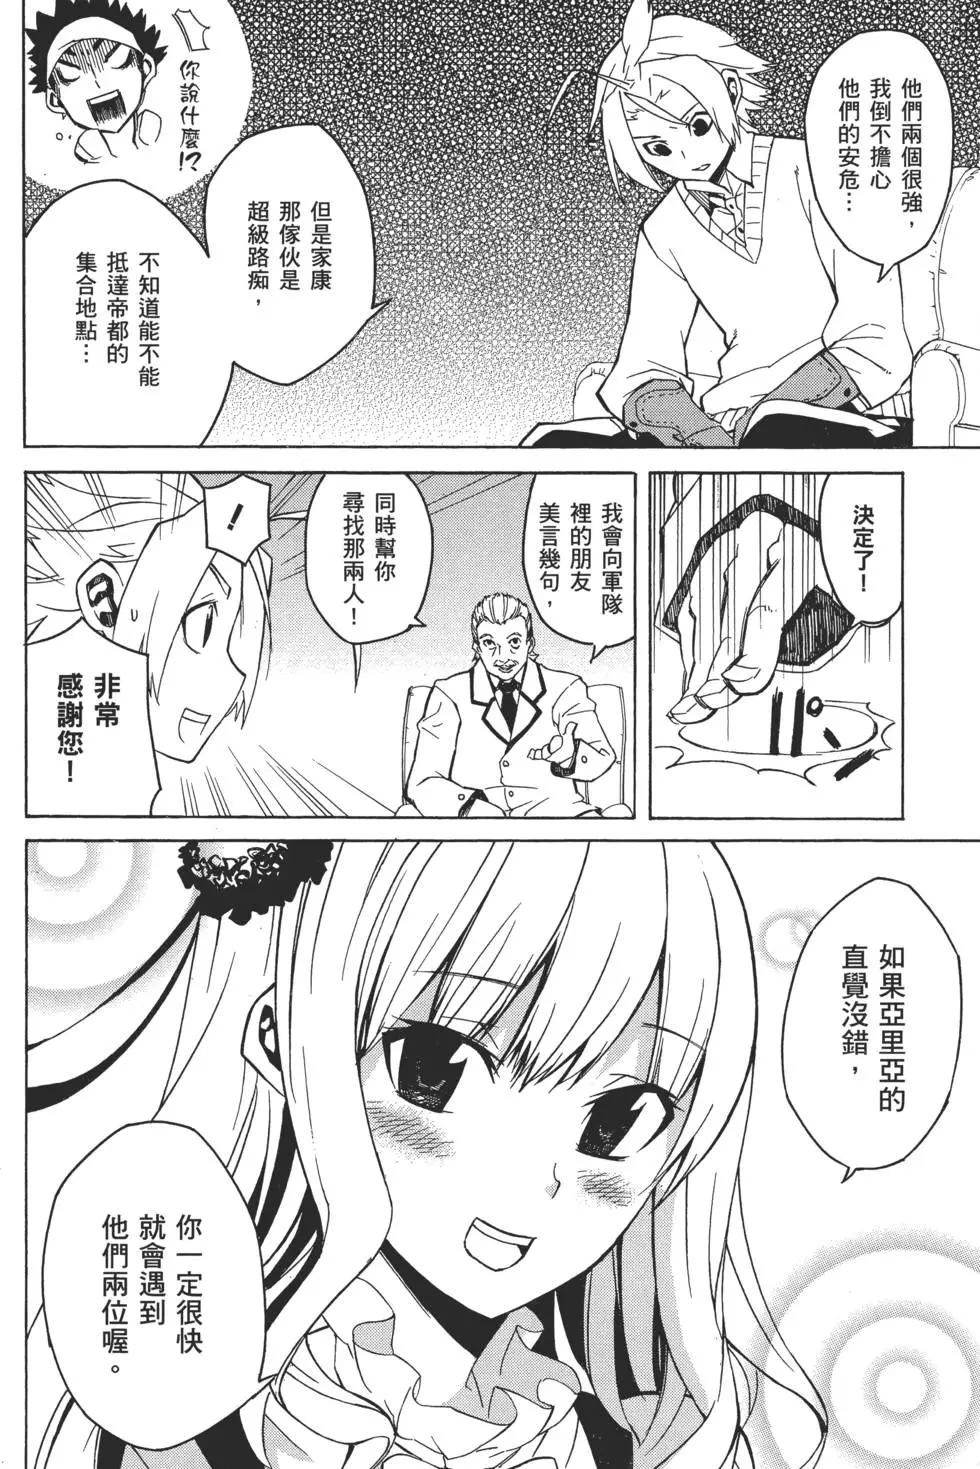 他們兩個很強，
我倒不擔心
他們的安危…
但是家康
那傢伙是
超級路痴，
不知道能不能
抵達帝都的
集合地點…
你說什麼!?
決定了！
我會向軍隊
裡的朋友
美言幾句，
同時幫你
尋找那兩人！
！
非常
感謝您！
如果亞里亞的
直覺沒錯，
你一定很快
就會遇到
他們兩位喔。